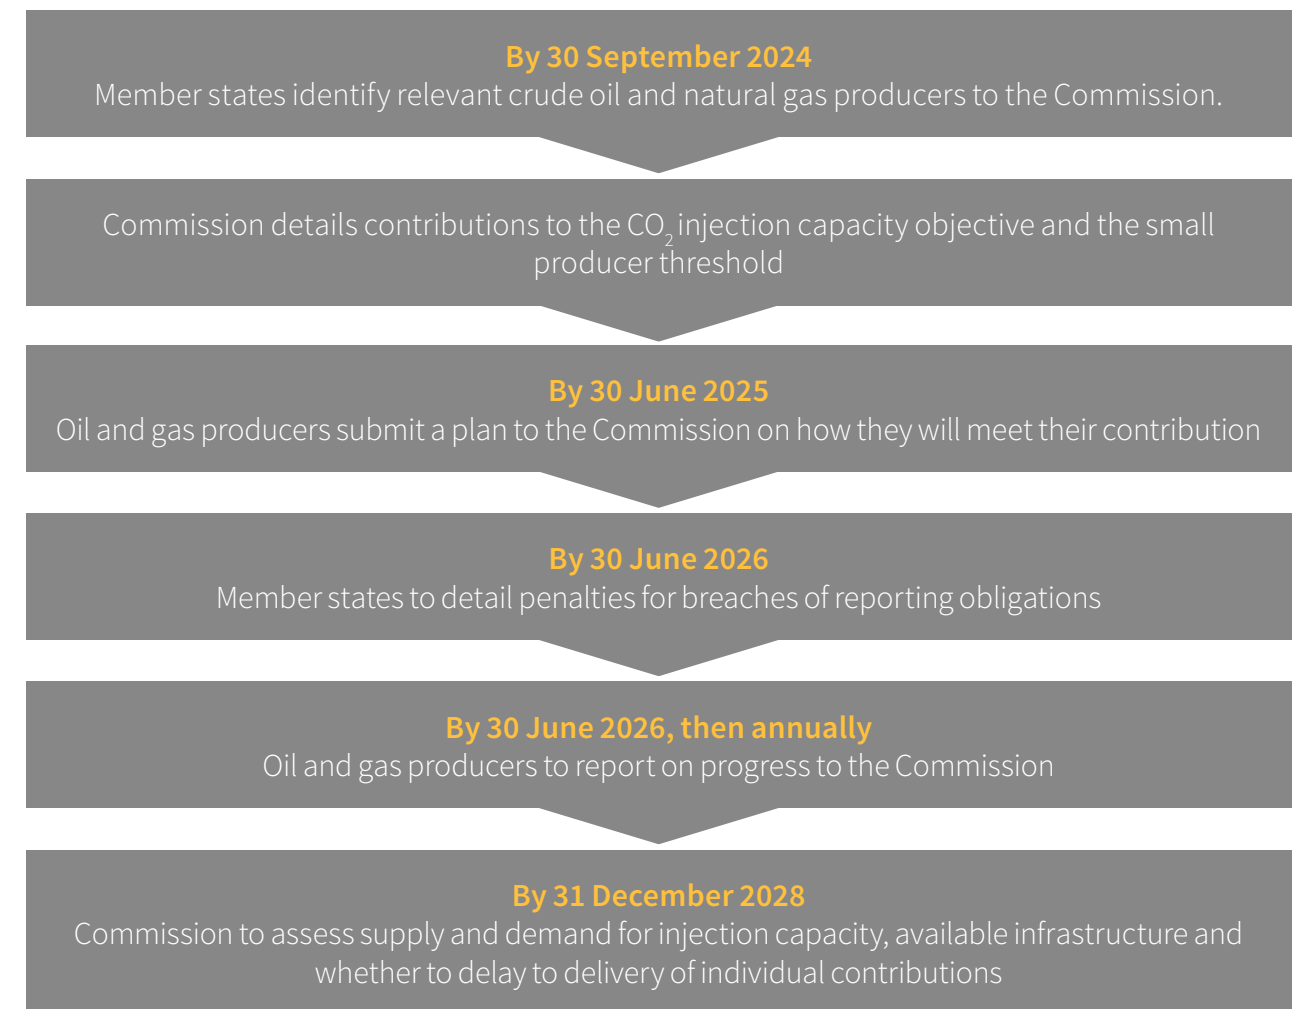 By 30 September 2024
Member states identify relevant crude oil and natural gas producers to the Commission.
Commission details contributions to the CO₂ injection capacity objective and the small
producer threshold
By 30 June 2025
Oil and gas producers submit a plan to the Commission on how they will meet their contribution
By 30 June 2026
Member states to detail penalties for breaches of reporting obligations
By 30 June 2026, then annually
Oil and gas producers to report on progress to the Commission
By 31 December 2028
Commission to assess supply and demand for injection capacity, available infrastructure and
whether to delay to delivery of individual contributions